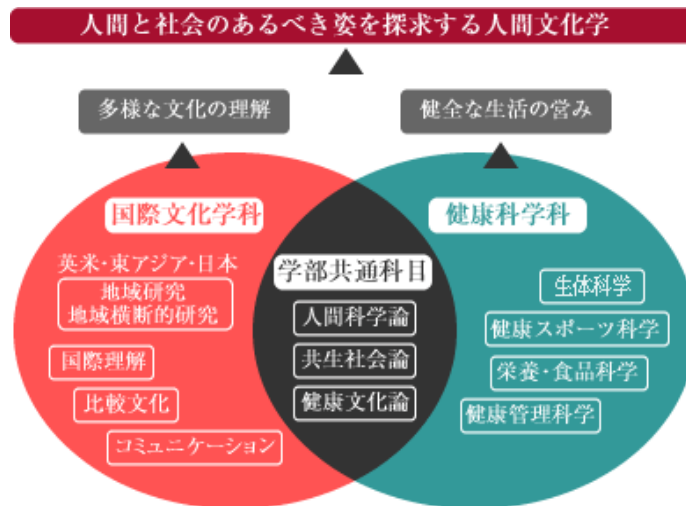 人間と社会のあるべき姿を探求する人間文化学
多様な文化の理解
健全な生活の営み
国際文化学科
英米・東アジア・日本
地域研究
地域横断的研究
国際理解
比較文化
コミュニケーション
学部共通科目
人間科学論
共生社会論
健康文化論
健康科学科
生体科学
健康スポーツ科学
栄養・食品科学
健康管理科学